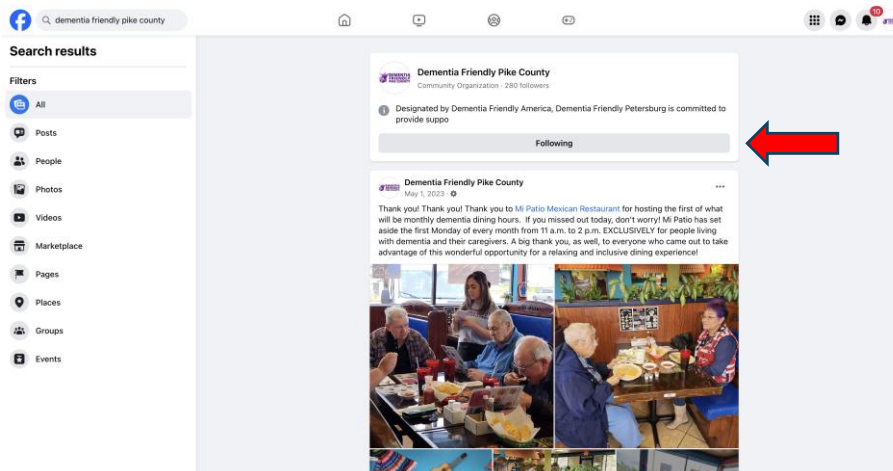 dementia friendly pike county
10
Search results
Filters
All
Posts
People
Photos
Videos
Marketplace
Pages
Places
Groups
Events
Dementia Friendly Pike County
Community Organization · 280 followers
Designated by Dementia Friendly America, Dementia Friendly Petersburg is committed to
provide suppo
Following
Dementia Friendly Pike County
May 1, 2023 ·
Thank you! Thank you! Thank you to Mi Patio Mexican Restaurant for hosting the first of what
will be monthly dementia dining hours.  If you missed out today, don't worry! Mi Patio has set
aside the first Monday of every month from 11 a.m. to 2 p.m. EXCLUSIVELY for people living
with dementia and their caregivers. A big thank you, as well, to everyone who came out to take
advantage of this wonderful opportunity for a relaxing and inclusive dining experience!